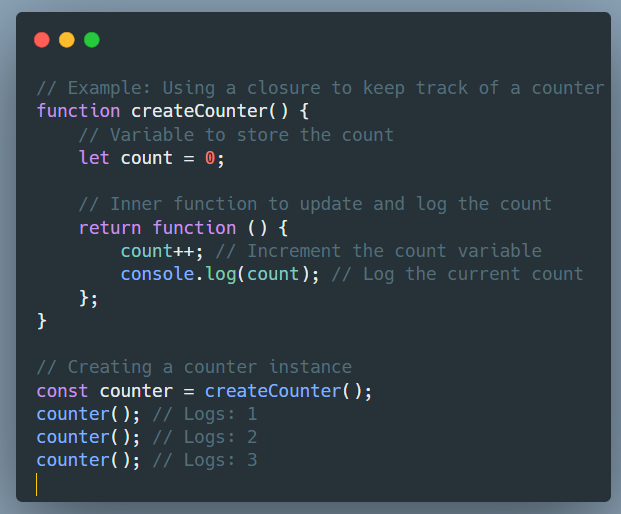 // Example: Using a closure to keep track of a counter
function createCounter() {
    // Variable to store the count
    let count = 0;

    // Inner function to update and log the count
    return function () {
        count++; // Increment the count variable
        console.log(count); // Log the current count
    };
}

// Creating a counter instance
const counter = createCounter();
counter(); // Logs: 1
counter(); // Logs: 2
counter(); // Logs: 3